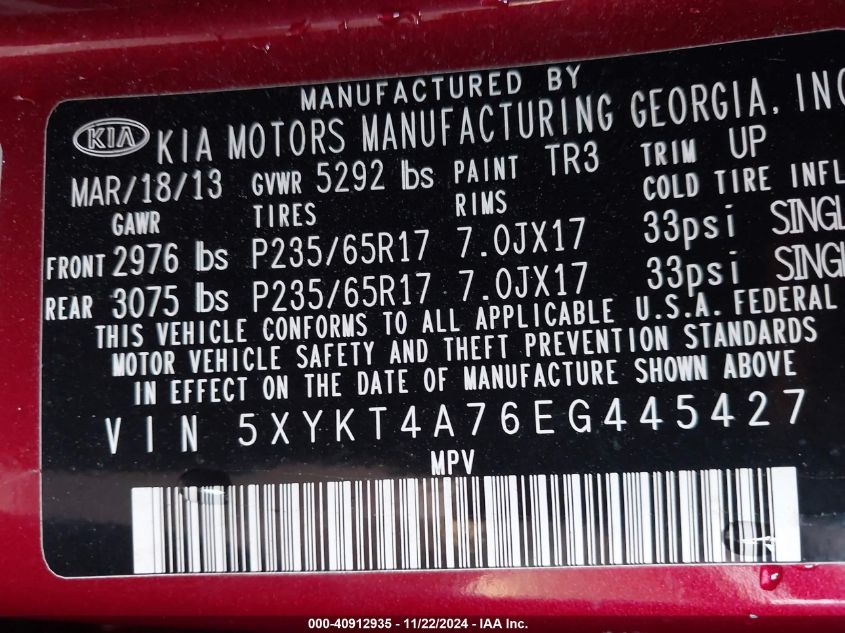 MANUFACTURED BY
KIA KIA MOTORS MANUFACTURING GEORGIA, INC
MAR/18/13 GVWR 5292 lbs PAINT TR3 TRIM UP
GAWR TIRES RIMS COLD TIRE INFL
FRONT 2976 lbs P235/65R17 7.0JX17 33psi SINGL
REAR 3075 lbs P235/65R17 7.0JX17 33psi SINGL
THIS VEHICLE CONFORMS TO ALL APPLICABLE U.S.A. FEDERAL
MOTOR VEHICLE SAFETY AND THEFT PREVENTION STANDARDS
IN EFFECT ON THE DATE OF MANUFACTURE SHOWN ABOVE
VIN 5XYKT4A76EG445427
MPV
000-40912935 - 11/22/2024 - IAA Inc.